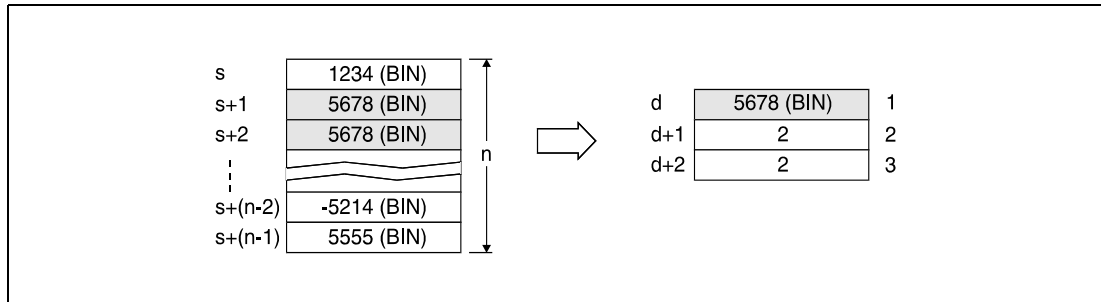 s 1234 (BIN)
s+1 5678 (BIN)
s+2 5678 (BIN)
s+(n-2) -5214 (BIN)
s+(n-1) 5555 (BIN)
n
d 5678 (BIN) 1
d+1 2 2
d+2 2 3